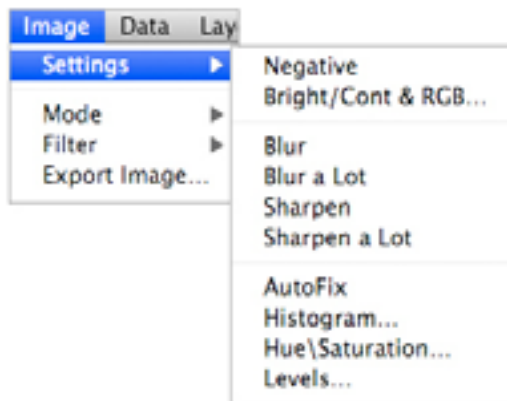 Image Data Lay
Settings
Mode
Filter
Export Image...
Negative
Bright/Cont & RGB...
Blur
Blur a Lot
Sharpen
Sharpen a Lot
AutoFix
Histogram...
Hue\Saturation...
Levels...